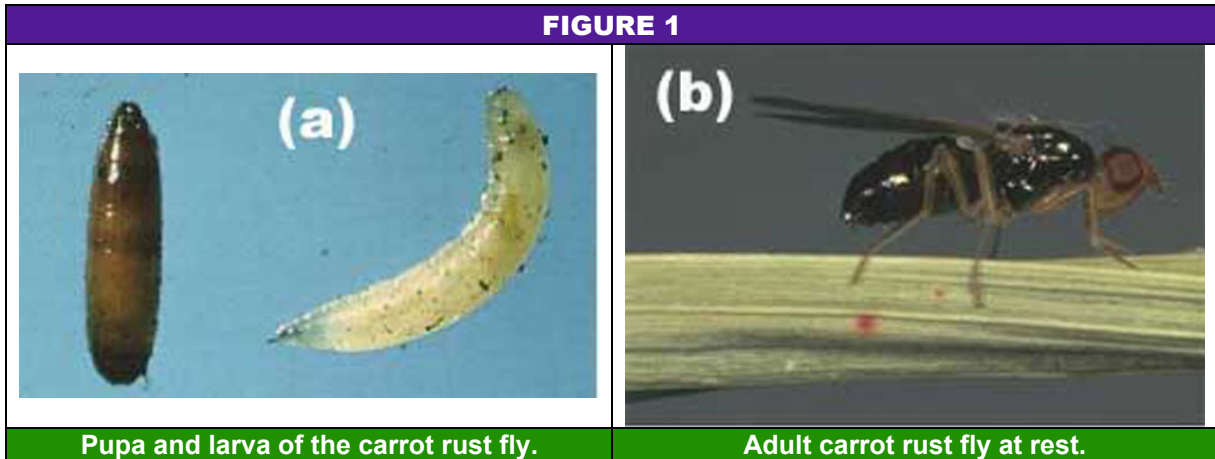 FIGURE 1
(a)
(b)
Pupa and larva of the carrot rust fly.
Adult carrot rust fly at rest.